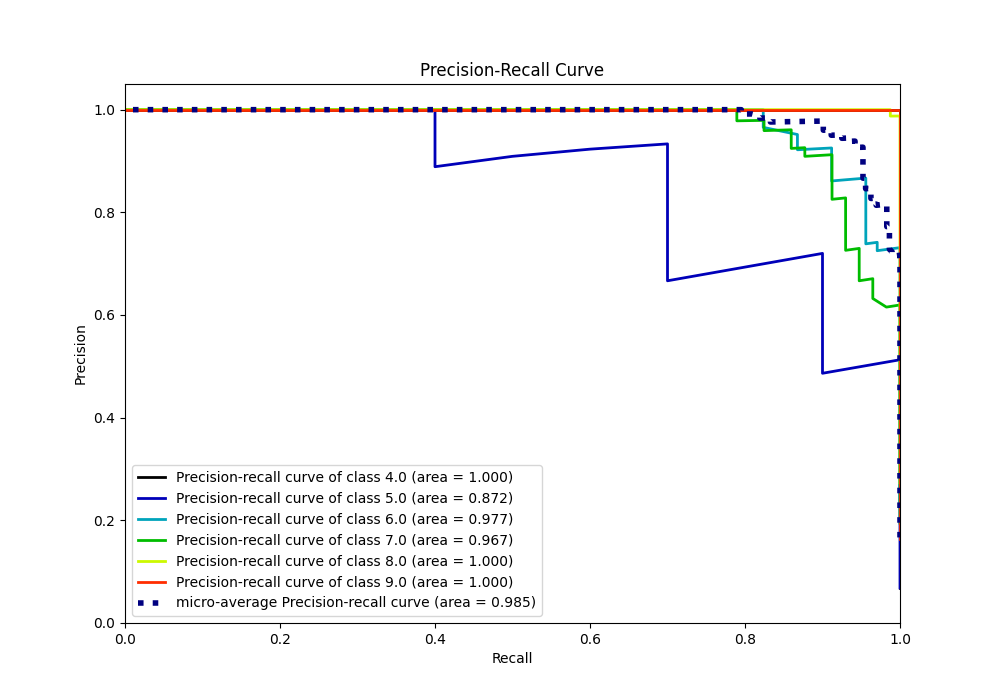 Precision-Recall Curve
1.0
0.8
0.6
0.4
0.2
0.0
Precision
Precision-recall curve of class 4.0 (area = 1.000)
Precision-recall curve of class 5.0 (area = 0.872)
Precision-recall curve of class 6.0 (area = 0.977)
Precision-recall curve of class 7.0 (area = 0.967)
Precision-recall curve of class 8.0 (area = 1.000)
Precision-recall curve of class 9.0 (area = 1.000)
micro-average Precision-recall curve (area = 0.985)
0.0 0.2 0.4 0.6 0.8 1.0
Recall